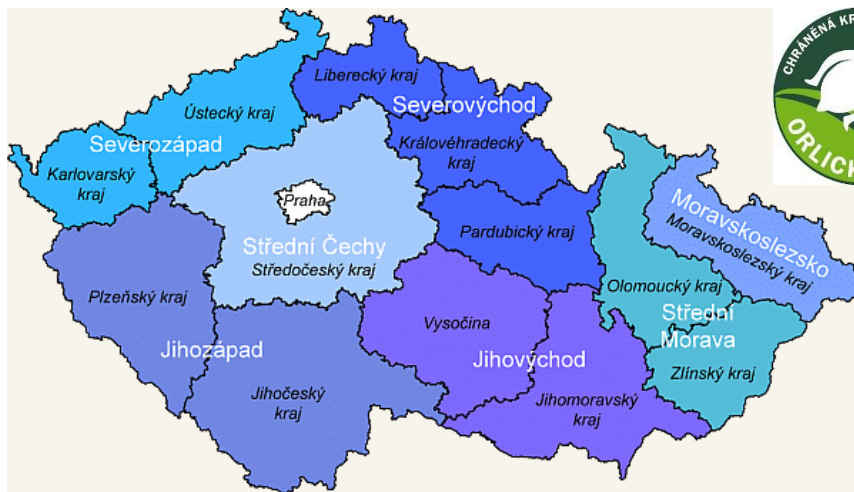 Liberecký kraj
Severovýchod
Ústecký kraj
Severozápad
Královéhradecký
kraj
Karlovarský
kraj
Praha
Střední Čechy
Středočeský kraj
Pardubický kraj
Moravskoslezsko
Moravskoslezský kraj
Plzeňský kraj
Olomoucký kraj
Střední
Morava
Vysočina
Jihozápad
Jihovýchod
Zlínský kraj
Jihočeský
kraj
Jihomoravský
kraj
CHRÁNĚNÁ